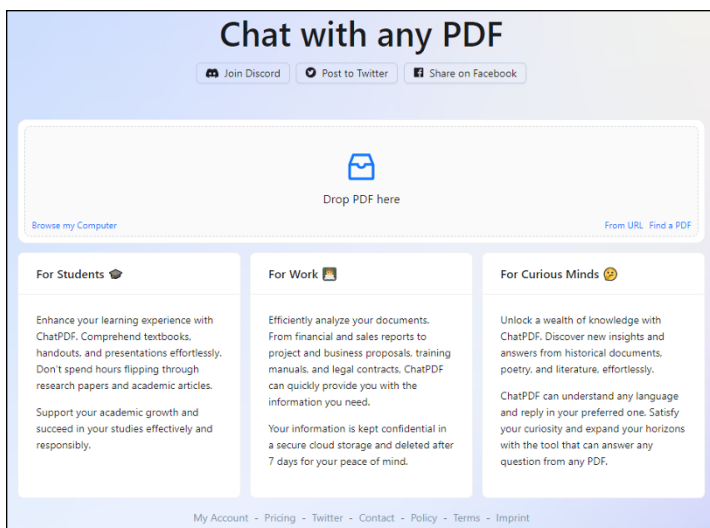 Chat with any PDF
Join Discord Post to Twitter Share on Facebook
Drop PDF here
Browse my Computer From URL Find a PDF
For Students 🎓
Enhance your learning experience with
ChatPDF. Comprehend textbooks,
handouts, and presentations effortlessly.
Don't spend hours flipping through
research papers and academic articles.
Support your academic growth and
succeed in your studies effectively and
responsibly.
For Work
Efficiently analyze your documents.
From financial and sales reports to
project and business proposals, training
manuals, and legal contracts, ChatPDF
can quickly provide you with the
information you need.
Your information is kept confidential in
a secure cloud storage and deleted after
7 days for your peace of mind.
For Curious Minds 🤔
Unlock a wealth of knowledge with
ChatPDF. Discover new insights and
answers from historical documents,
poetry, and literature, effortlessly.
ChatPDF can understand any language
and reply in your preferred one. Satisfy
your curiosity and expand your horizons
with the tool that can answer any
question from any PDF.
My Account - Pricing - Twitter - Contact - Policy - Terms - Imprint